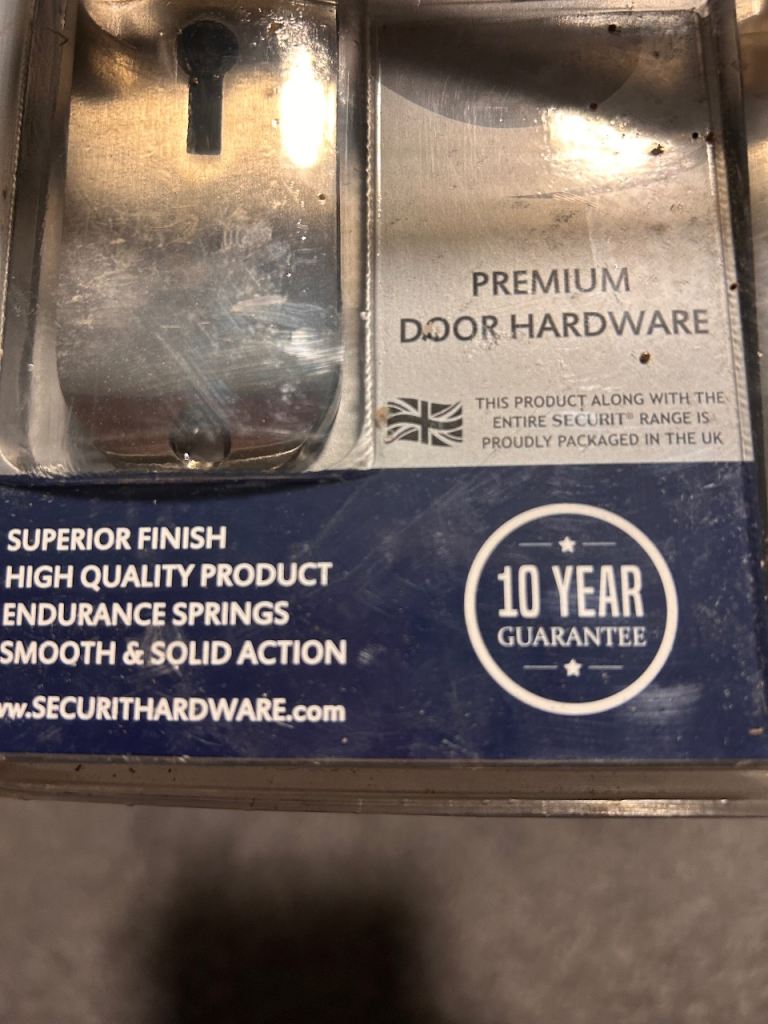 PREMIUM
DOOR HARDWARE
THIS PRODUCT ALONG WITH THE
ENTIRE SECURIT® RANGE IS
PROUDLY PACKAGED IN THE UK
SUPERIOR FINISH
HIGH QUALITY PRODUCT
ENDURANCE SPRINGS
SMOOTH & SOLID ACTION
ww.SECURITHARDWARE.com
10 YEAR
GUARANTEE